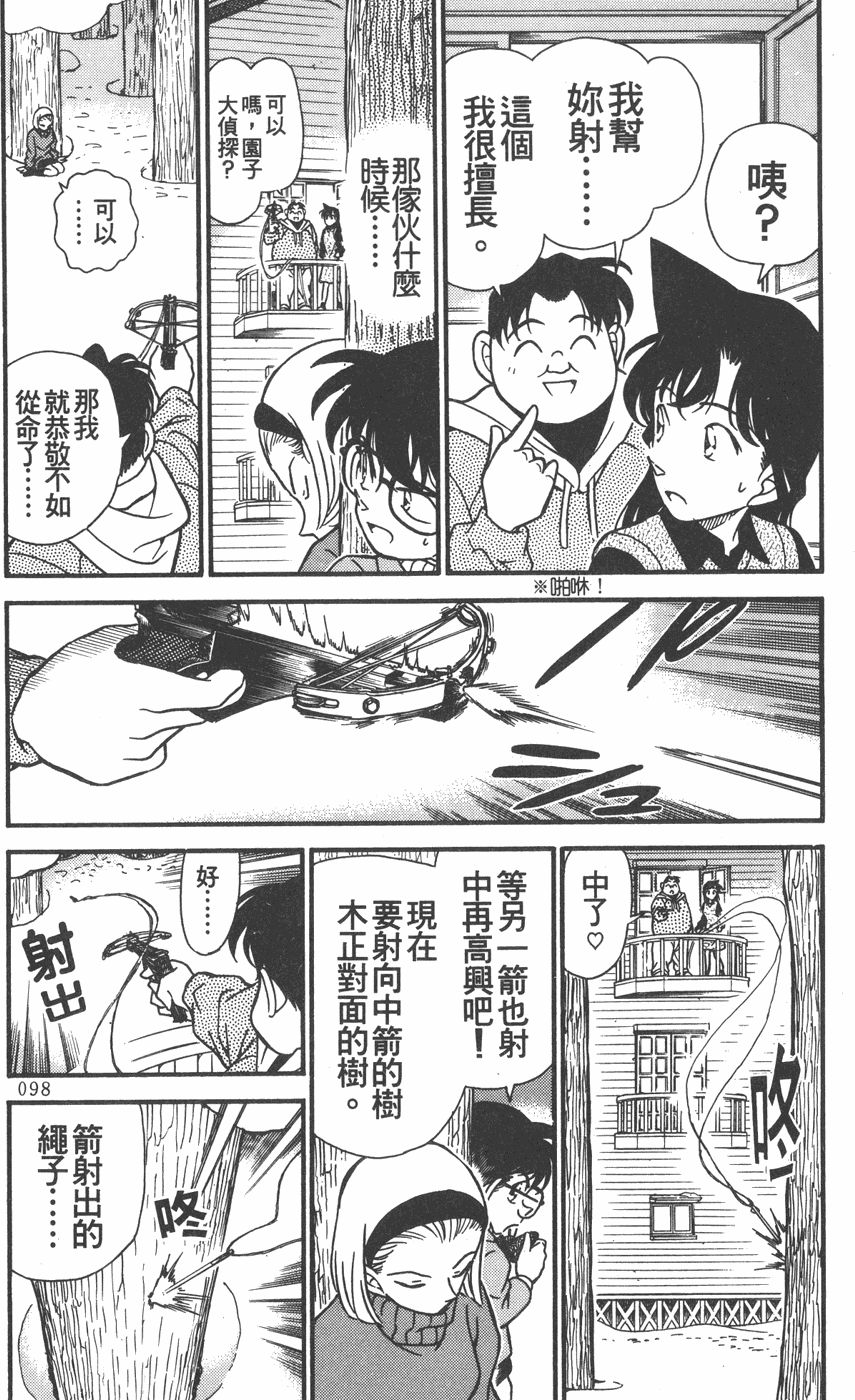 咦?
我幫
妳射……
這個
我很擅長。
那傢伙什麼
時候……
可以
嗎,園子
大偵探?
可以
……
那我
就恭敬不如
從命了……
※啪咻!
中了♡
咚
等另一箭也射
中再高興吧!
現在
要射向中箭的樹
木正對面的樹。
好……
射出
098
箭射出的
繩子……
咚